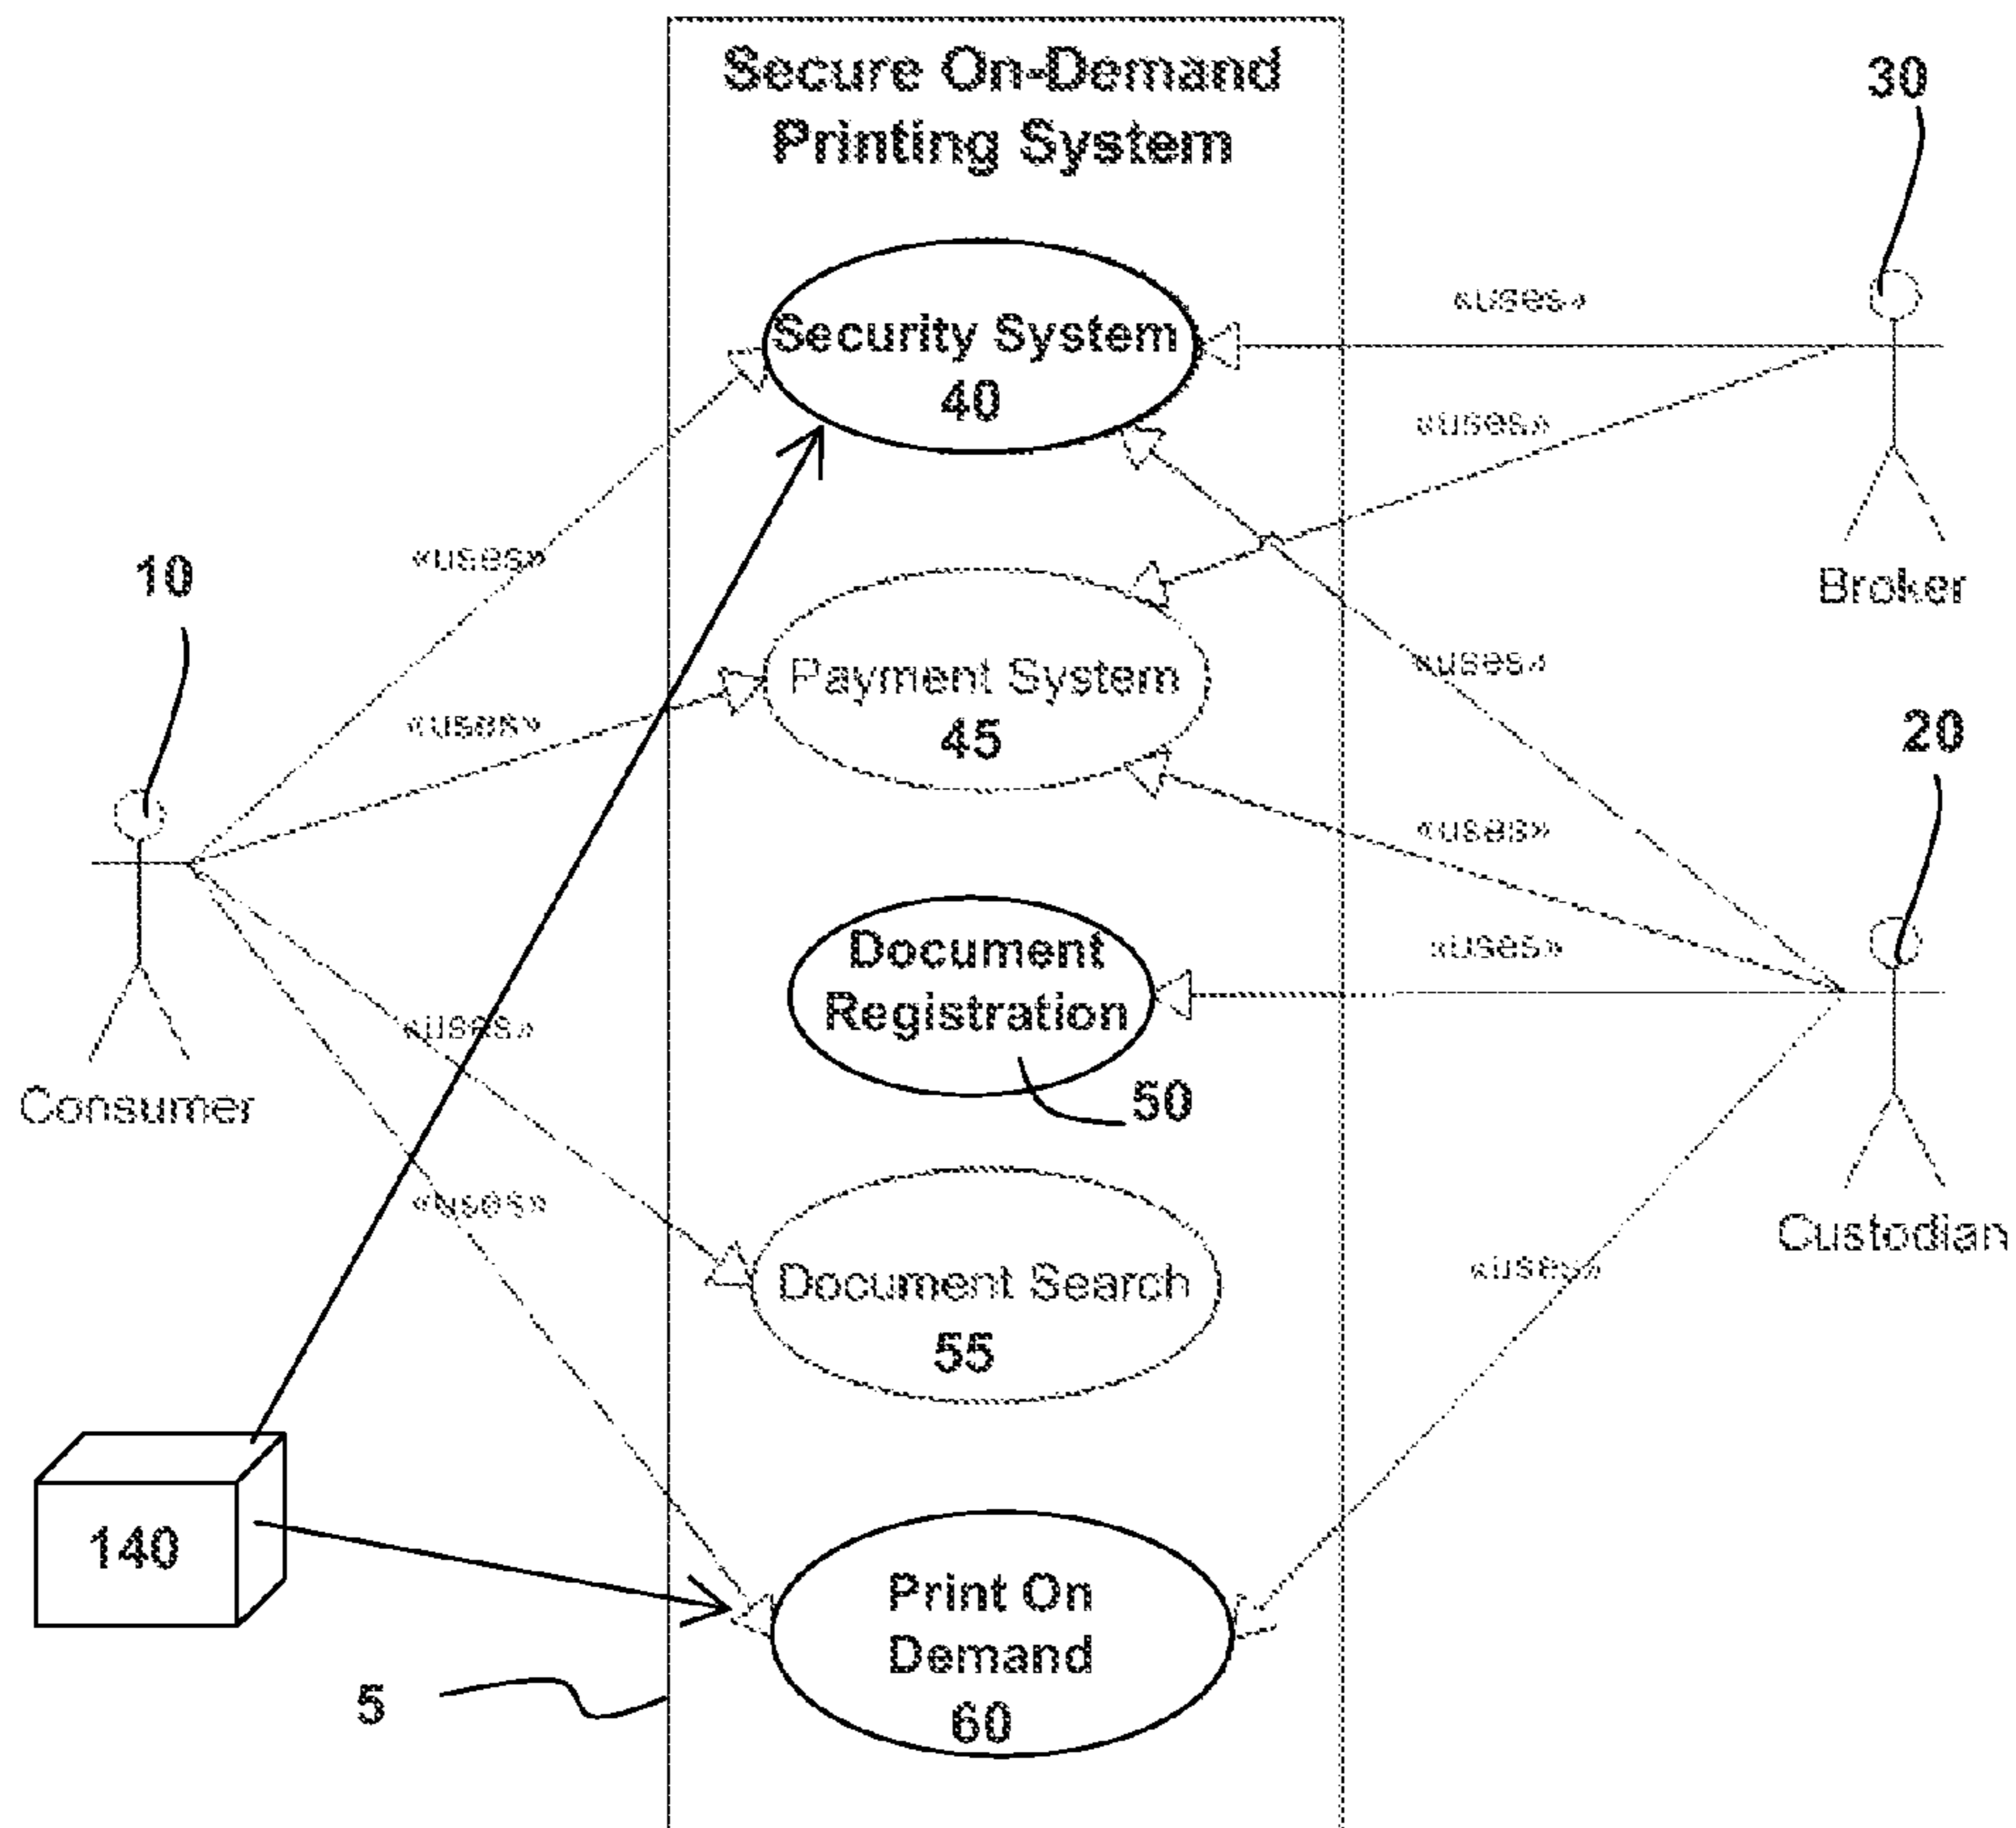 Secure On-Demand
Printing System
30
«uses»
Security System
40
«uses»
10
«uses»
Broker
«uses»
Payment System
45
«uses»
20
«uses»
Document
Registration
«uses»
50
«uses»
Consumer
«uses»
Custodian
Document Search
55
«uses»
140
Print On
Demand
60
5